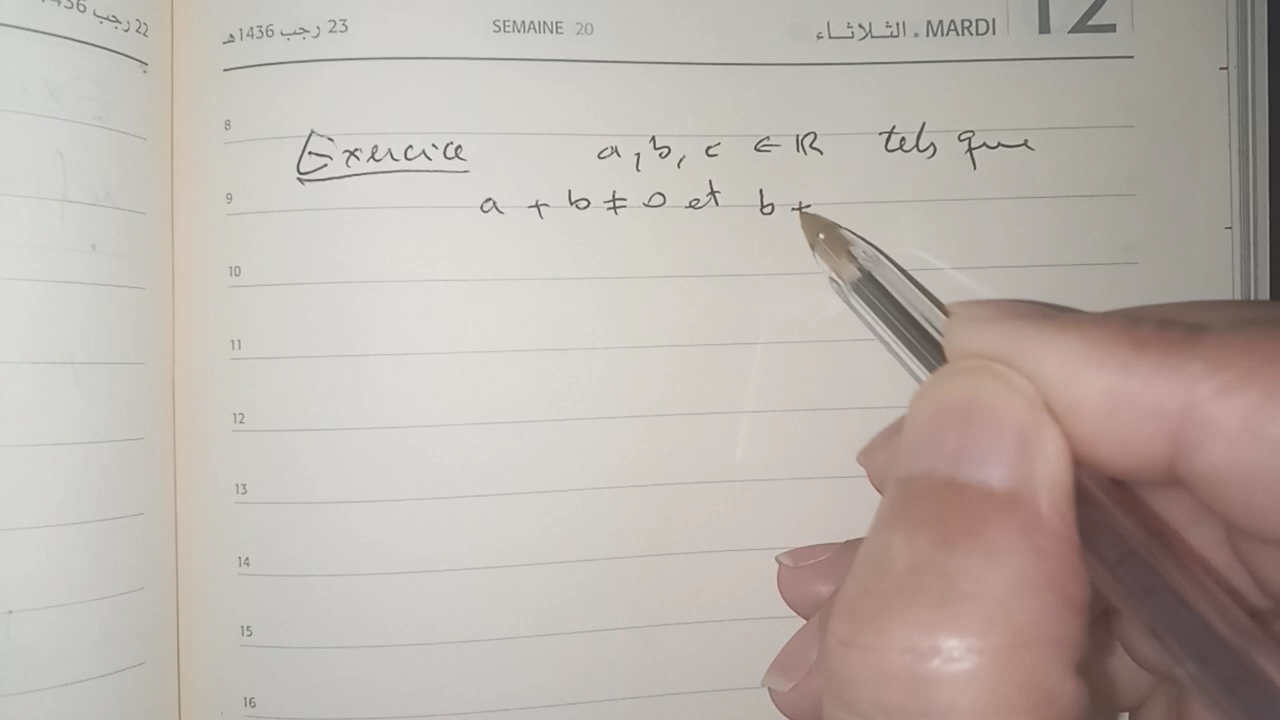 22 رجب 1436
23 رجب 1436هـ
SEMAINE 20
الثلاثاء . MARDI
12
8
Exercice a, b, c ∈ ℝ tels que
9
a + b ≠ 0 et b +
10
11
12
13
14
15
16